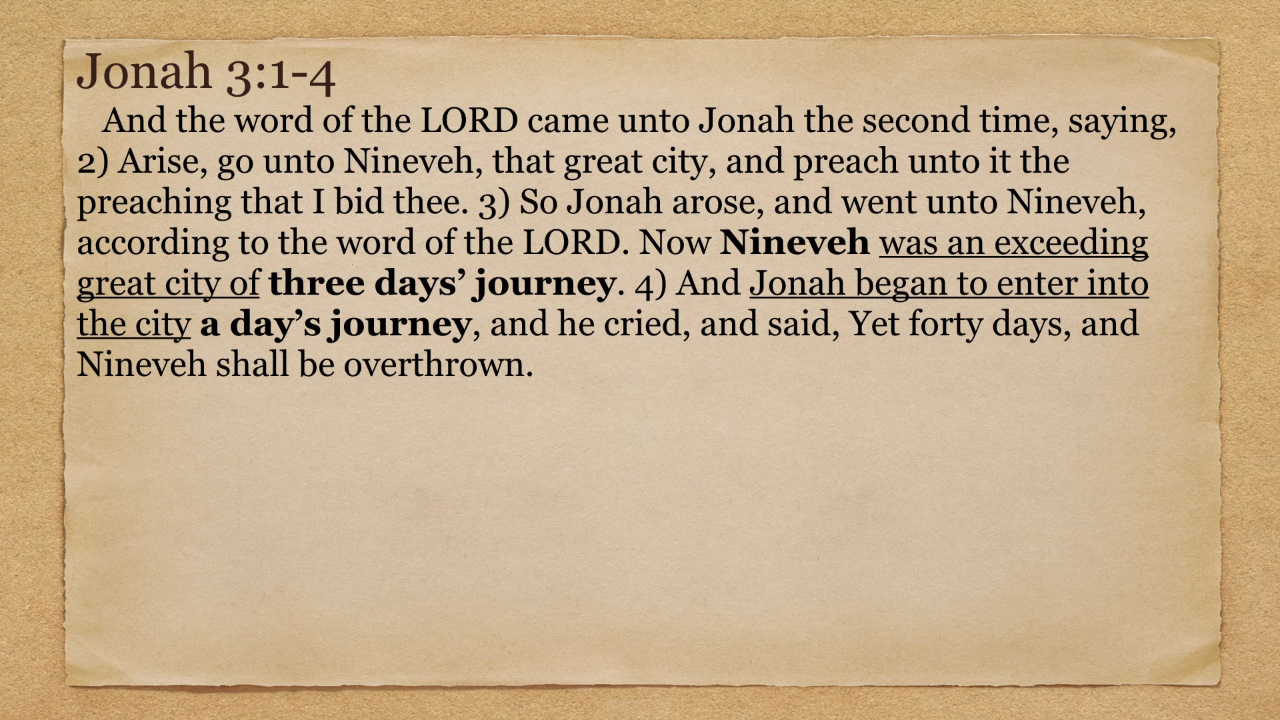 Jonah 3:1-4
And the word of the LORD came unto Jonah the second time, saying,
2) Arise, go unto Nineveh, that great city, and preach unto it the
preaching that I bid thee. 3) So Jonah arose, and went unto Nineveh,
according to the word of the LORD. Now Nineveh was an exceeding
great city of three days’ journey. 4) And Jonah began to enter into
the city a day’s journey, and he cried, and said, Yet forty days, and
Nineveh shall be overthrown.